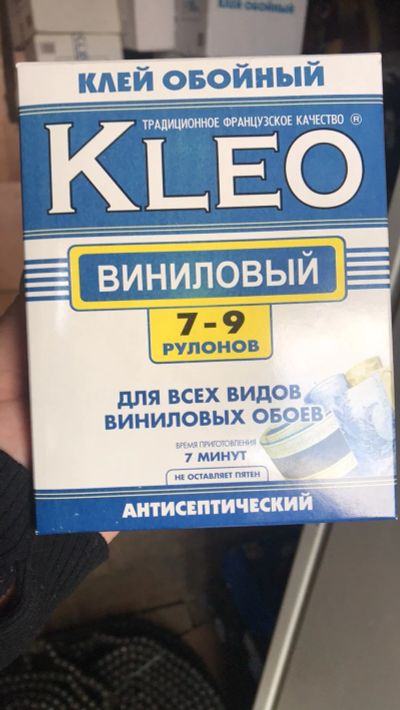 КЛЕЙ ОБОЙНЫЙ
ТРАДИЦИОННОЕ ФРАНЦУЗСКОЕ КАЧЕСТВО ®
KLEO
ВИНИЛОВЫЙ
7-9
РУЛОНОВ
ДЛЯ ВСЕХ ВИДОВ
ВИНИЛОВЫХ ОБОЕВ
ВРЕМЯ ПРИГОТОВЛЕНИЯ
7 МИНУТ
НЕ ОСТАВЛЯЕТ ПЯТЕН
АНТИСЕПТИЧЕСКИЙ